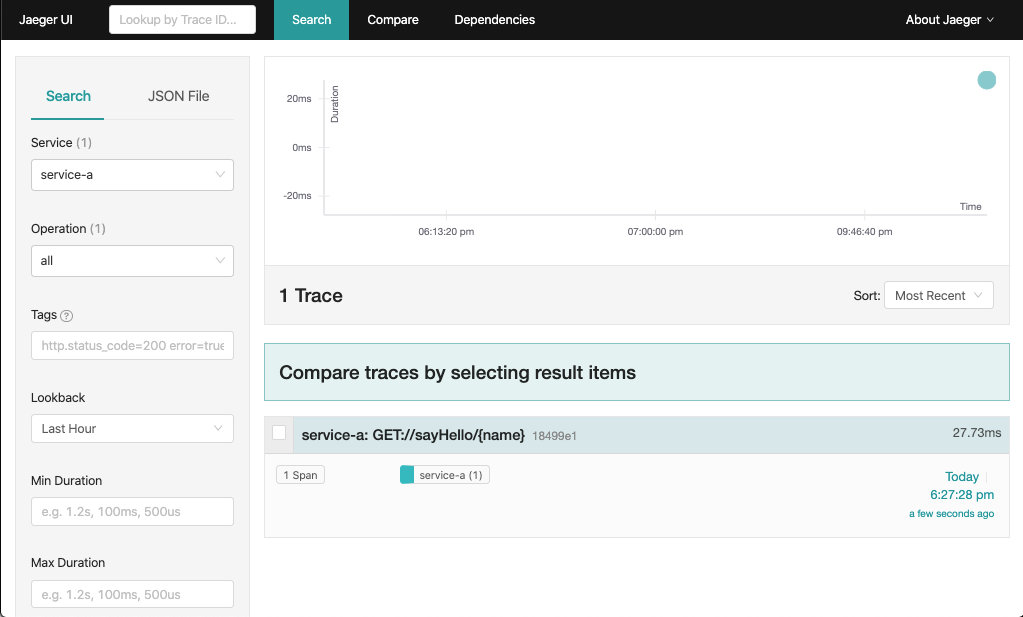 Jaeger UI
Lookup by Trace ID...
Search
Compare
Dependencies
About Jaeger
Search
JSON File
Service (1)
service-a
Operation (1)
all
Tags ?
http.status_code=200 error=true
Lookback
Last Hour
Min Duration
e.g. 1.2s, 100ms, 500us
Max Duration
e.g. 1.2s, 100ms, 500us
Duration
20ms
0ms
-20ms
Time
06:13:20 pm
07:00:00 pm
09:46:40 pm
1 Trace
Sort: Most Recent
Compare traces by selecting result items
service-a: GET://sayHello/{name} 18499e1
27.73ms
1 Span
service-a (1)
Today
6:27:28 pm
a few seconds ago